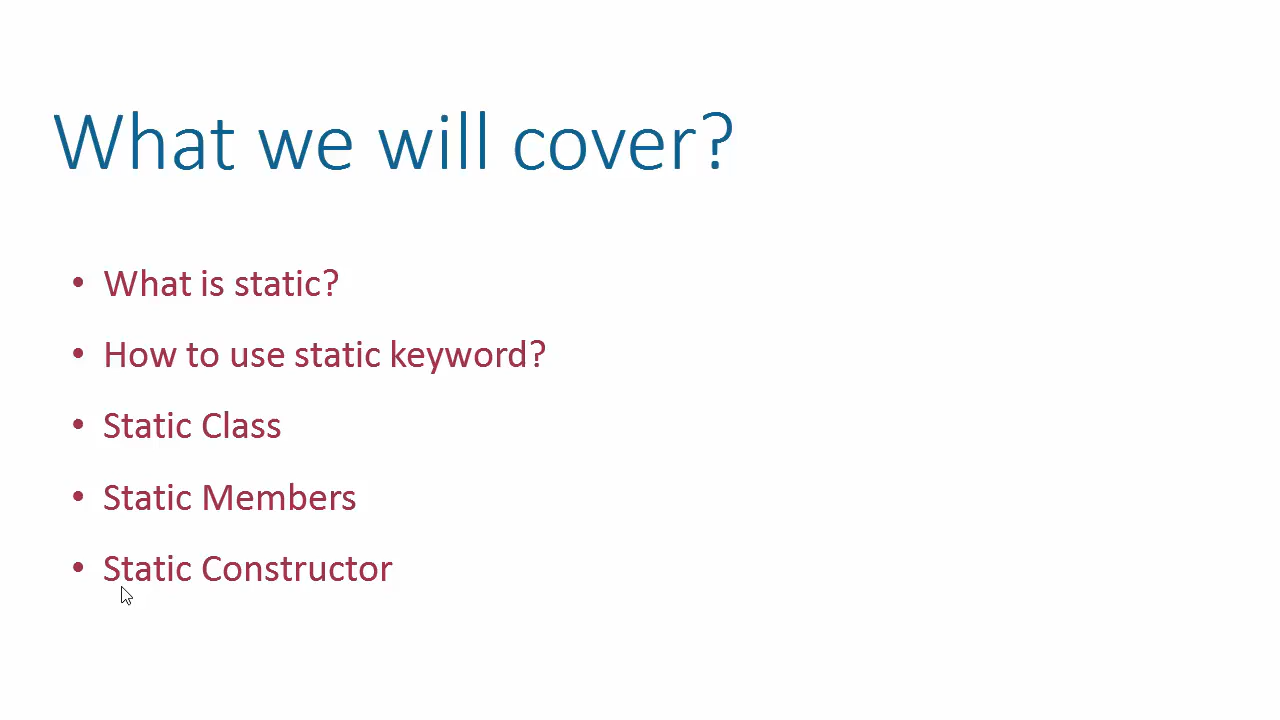 What we will cover?
• What is static?
• How to use static keyword?
• Static Class
• Static Members
• Static Constructor